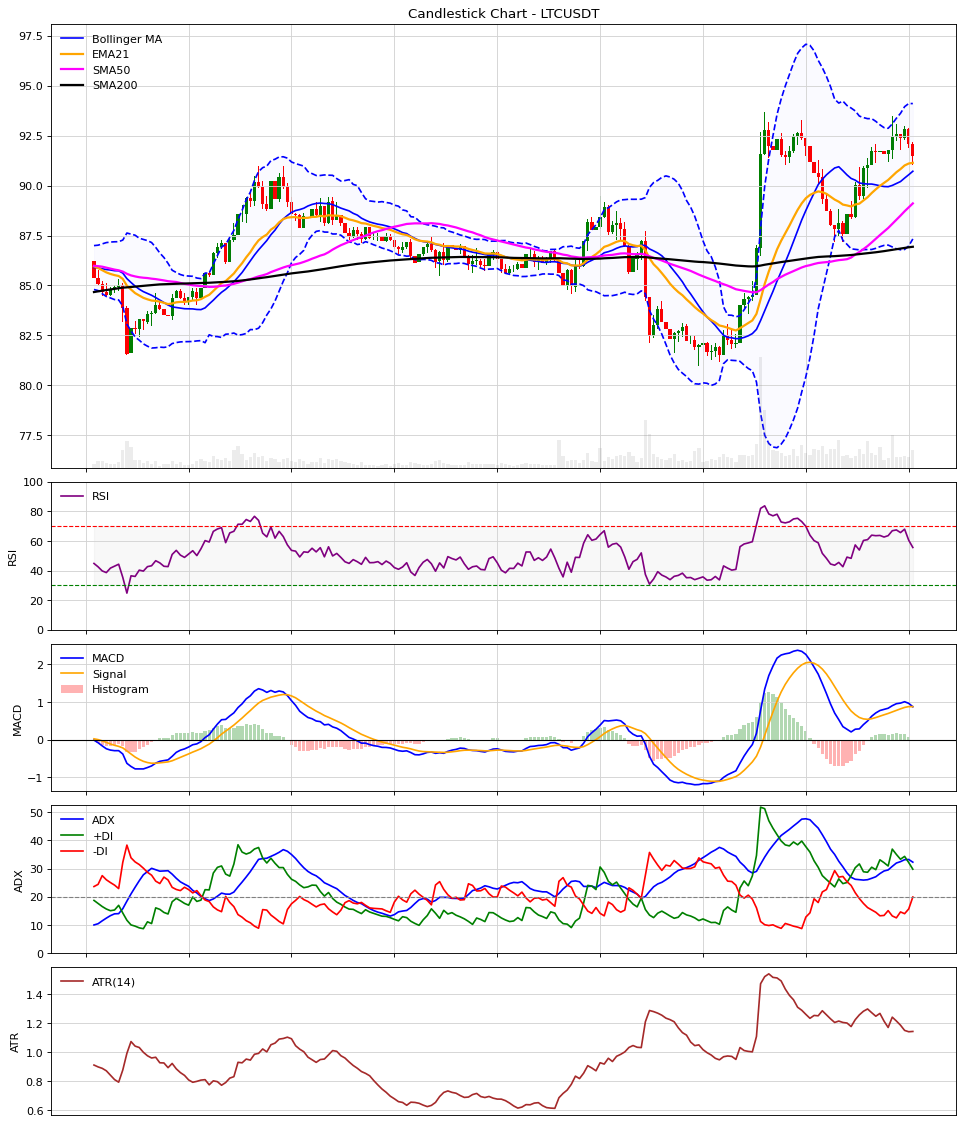 Candlestick Chart - LTCUSDT
97.5
95.0
92.5
90.0
87.5
85.0
82.5
80.0
77.5
Bollinger MA
EMA21
SMA50
SMA200
100
80
60
40
20
0
RSI
RSI
2
1
0
−1
MACD
MACD
Signal
Histogram
50
40
30
20
10
0
ADX
ADX
+DI
-DI
1.4
1.2
1.0
0.8
0.6
ATR
ATR(14)